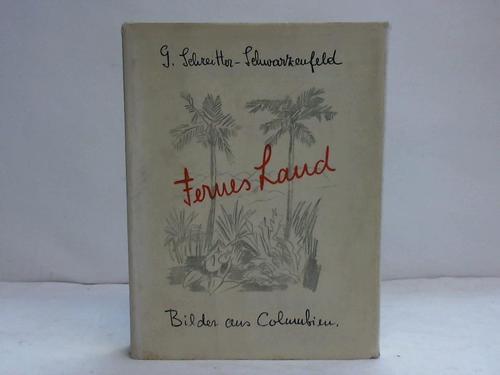 G. Schreitter-Schwarzenfeld
Fernes Land
Bilder aus Columbien.